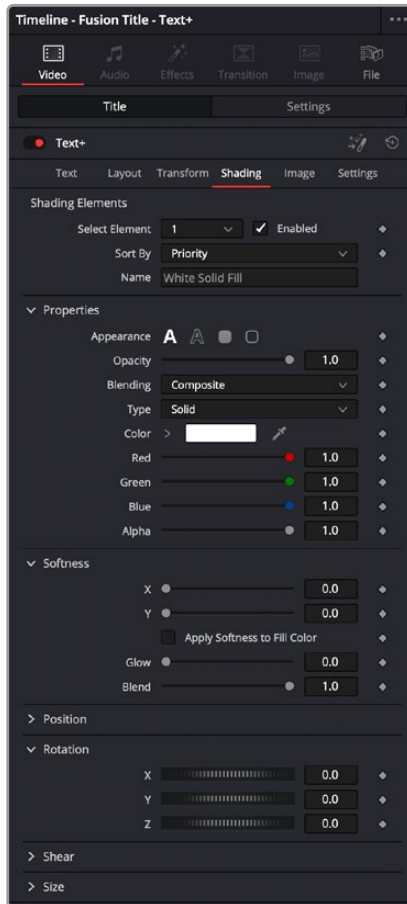 Timeline - Fusion Title - Text+
Video Audio Effects Transition Image File
Title Settings
Text+
Text Layout Transform Shading Image Settings
Shading Elements
Select Element 1 Enabled
Sort By Priority
Name White Solid Fill
Properties
Appearance A A
Opacity 1.0
Blending Composite
Type Solid
Color
Red 1.0
Green 1.0
Blue 1.0
Alpha 1.0
Softness
X 0.0
Y 0.0
Apply Softness to Fill Color
Glow 0.0
Blend 1.0
Position
Rotation
X 0.0
Y 0.0
Z 0.0
Shear
Size